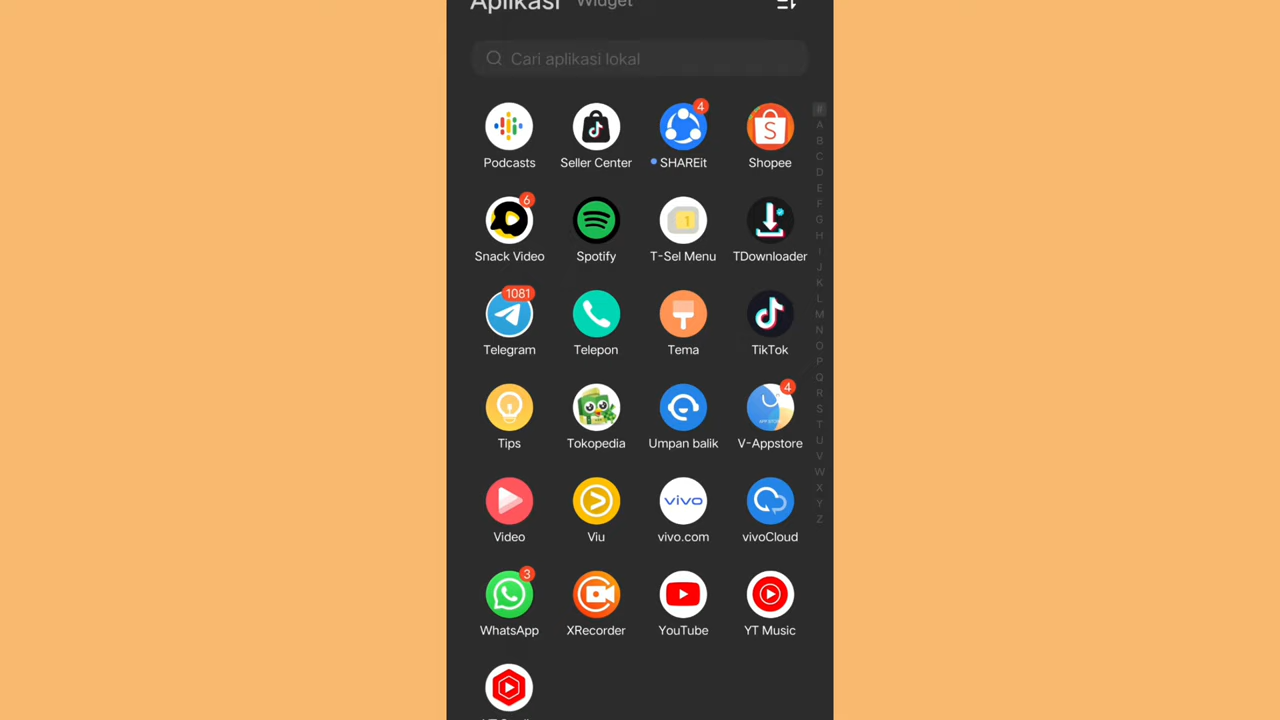 Aplikasi Widget
Cari aplikasi lokal
4
Podcasts Seller Center SHAREit Shopee
6
1
Snack Video Spotify T-Sel Menu TDownloader
1081
Telegram Telepon Tema TikTok
4
Tips Tokopedia Umpan balik V-Appstore
vivo
Video Viu vivo.com vivoCloud
3
WhatsApp XRecorder YouTube YT Music
#
A
B
C
D
E
F
G
H
I
J
K
L
M
N
O
P
Q
R
S
T
U
V
W
X
Y
Z